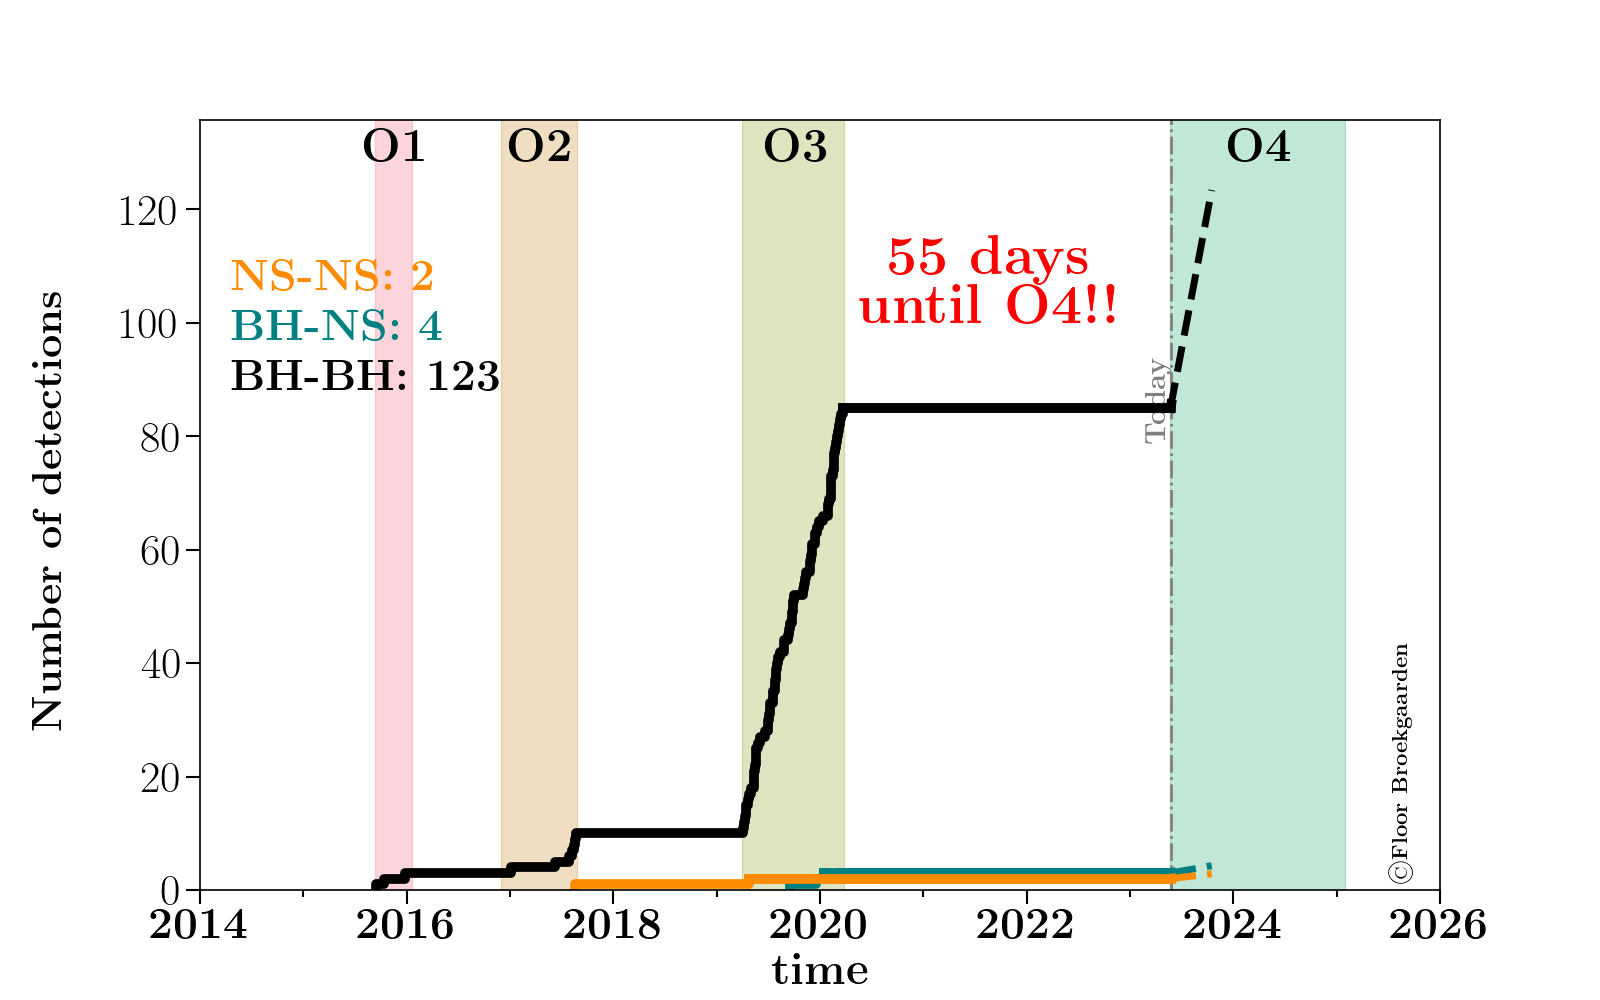 O1 O2 O3 O4
120
100
80
60
40
20
0
Number of detections
NS-NS: 2
BH-NS: 4
BH-BH: 123
55 days
until O4!!
Today
©Floor Broekgaarden
2014 2016 2018 2020 2022 2024 2026
time